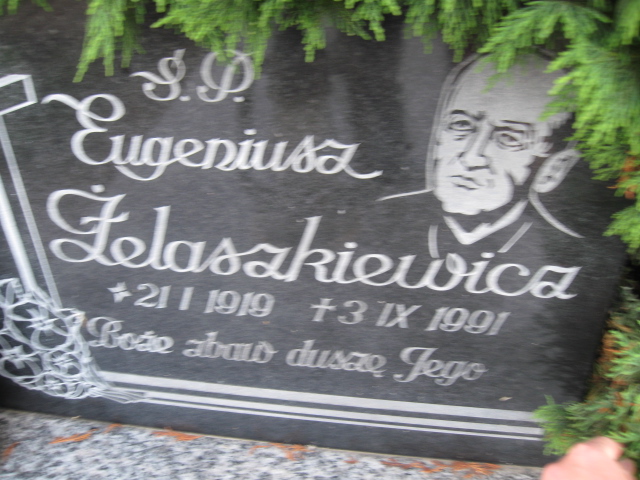 Ś.P.
Eugeniusz
Żelaszkiewicz
* 21 I 1919 † 3 IX 1991
Boże zbaw duszę Jego